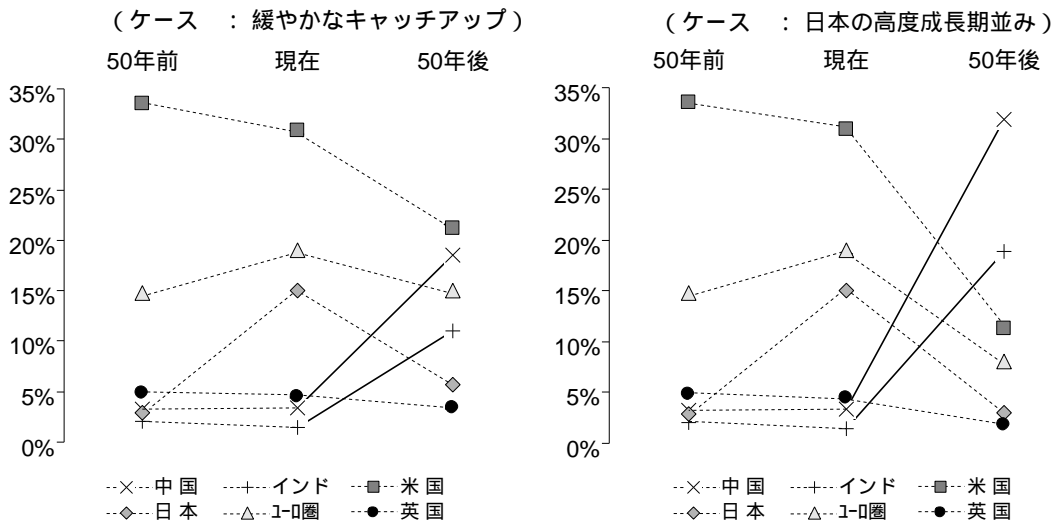 (ケース : 緩やかなキャッチアップ)
50年前 現在 50年後
35%
30%
25%
20%
15%
10%
5%
0%
中国 インド 米国
日本 ユーロ圏 英国
(ケース : 日本の高度成長期並み)
50年前 現在 50年後
35%
30%
25%
20%
15%
10%
5%
0%
中国 インド 米国
日本 ユーロ圏 英国